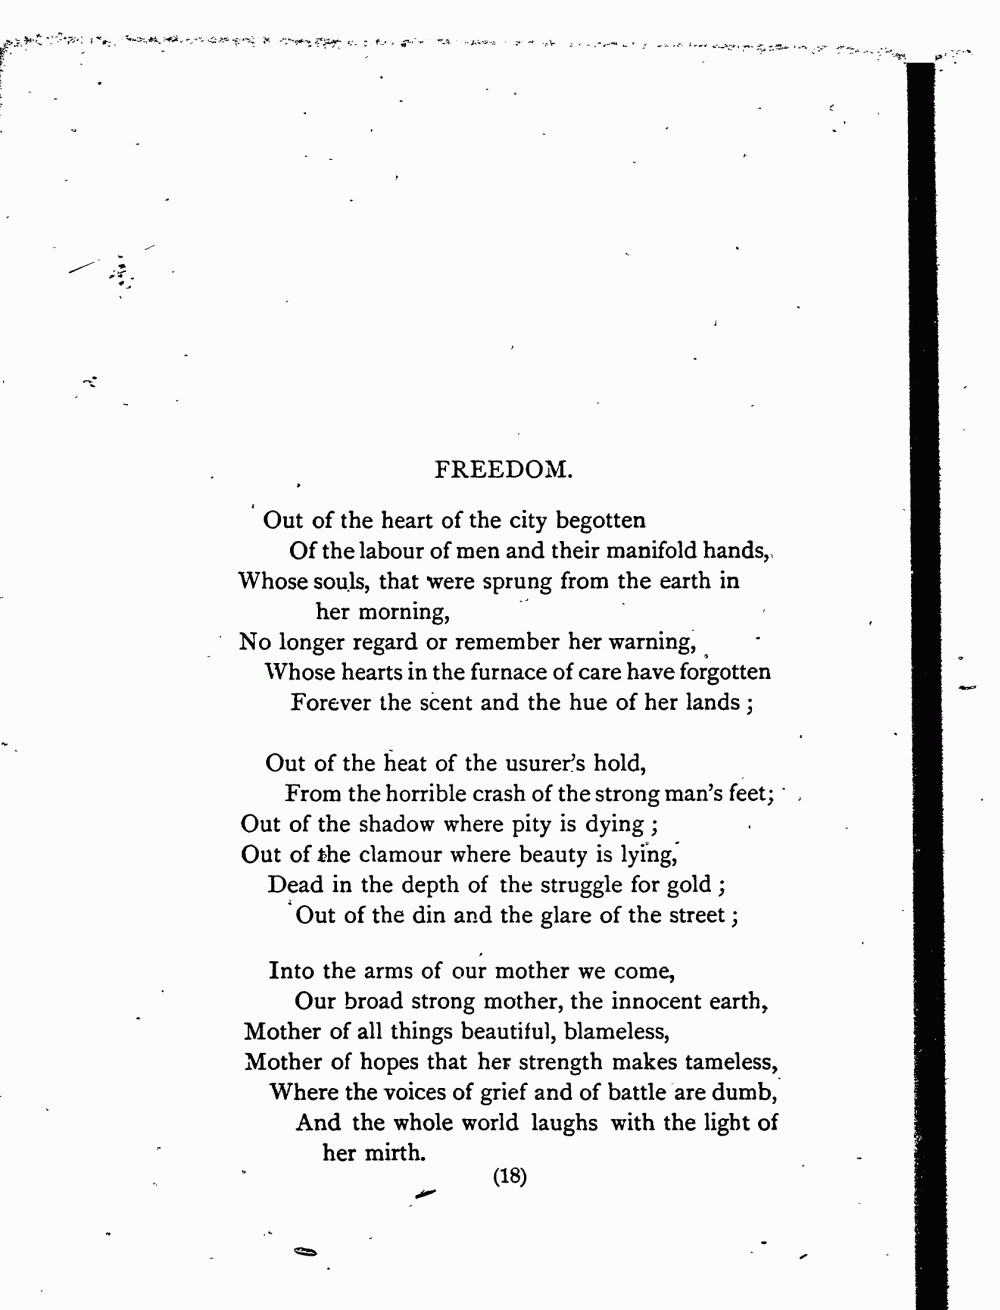 FREEDOM.
Out of the heart of the city begotten
Of the labour of men and their manifold hands,
Whose souls, that were sprung from the earth in
her morning,
No longer regard or remember her warning,
Whose hearts in the furnace of care have forgotten
Forever the scent and the hue of her lands ;
Out of the heat of the usurer's hold,
From the horrible crash of the strong man's feet;
Out of the shadow where pity is dying ;
Out of the clamour where beauty is lying,
Dead in the depth of the struggle for gold ;
Out of the din and the glare of the street ;
Into the arms of our mother we come,
Our broad strong mother, the innocent earth,
Mother of all things beautiful, blameless,
Mother of hopes that her strength makes tameless,
Where the voices of grief and of battle are dumb,
And the whole world laughs with the light of
her mirth.
(18)